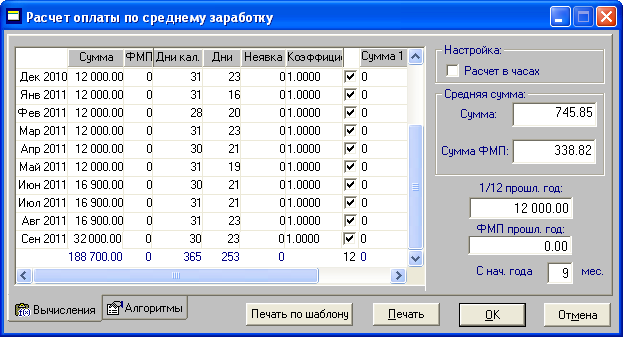 Расчет оплаты по среднему заработку
Сумма ФМП Дни кал. Дни Неявка Коэффици Сумма 1
Дек 2010 12 000.00 0 31 23 0 1.0000 0
Янв 2011 12 000.00 0 31 16 0 1.0000 0
Фев 2011 12 000.00 0 28 20 0 1.0000 0
Мар 2011 12 000.00 0 31 23 0 1.0000 0
Апр 2011 12 000.00 0 30 21 0 1.0000 0
Май 2011 12 000.00 0 31 19 0 1.0000 0
Июн 2011 16 900.00 0 30 21 0 1.0000 0
Июл 2011 16 900.00 0 31 21 0 1.0000 0
Авг 2011 16 900.00 0 31 23 0 1.0000 0
Сен 2011 32 000.00 0 30 23 0 1.0000 0
188 700.00 0 365 253 0 12 0
Вычисления Алгоритмы
Настройка:
Расчет в часах
Средняя сумма:
Сумма: 745.85
Сумма ФМП: 338.82
1/12 прошл. год:
12 000.00
ФМП прошл. год:
0.00
С нач. года 9 мес.
Печать по шаблону Печать OK Отмена